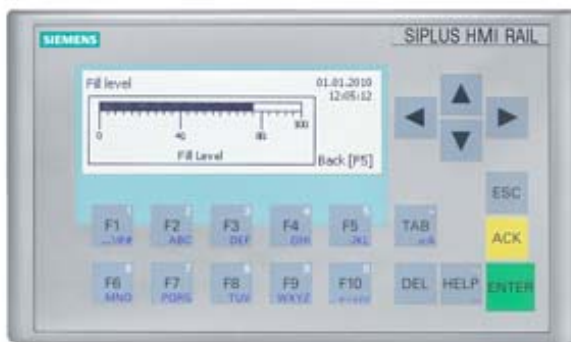 SIEMENS
SIPLUS HMI RAIL
Fill level
01.01.2010
12:05:12
0 40 80 100
Fill Level
Back [F5]
ESC
F1 F2 F3 F4 F5 TAB
ABC DEF GHI JKL
ACK
F6 F7 F8 F9 F10 DEL HELP ENTER
MNO PQRS TUV WXYZ